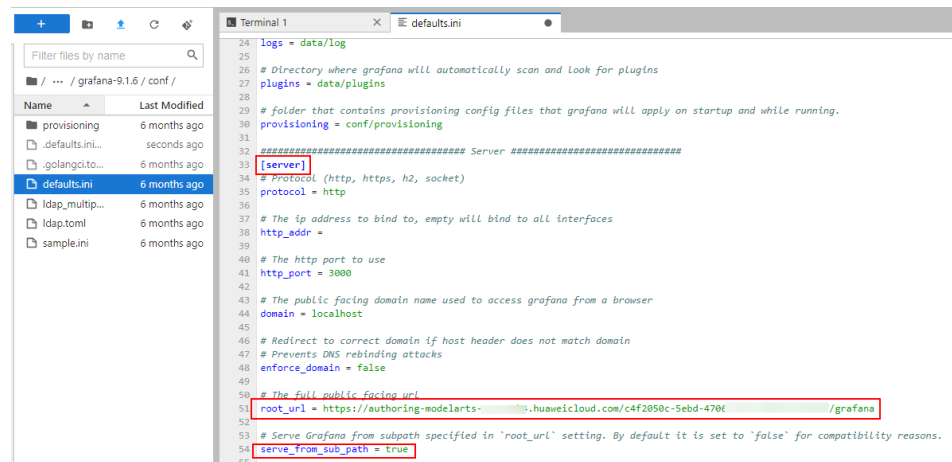 +
Terminal 1 ×
defaults.ini
Filter files by name
/ ··· / grafana-9.1.6 / conf /
Name Last Modified
provisioning 6 months ago
.defaults.ini... seconds ago
.golangci.to... 6 months ago
defaults.ini 6 months ago
ldap_multip... 6 months ago
ldap.toml 6 months ago
sample.ini 6 months ago
24 logs = data/log
25
26 # Directory where grafana will automatically scan and look for plugins
27 plugins = data/plugins
28
29 # folder that contains provisioning config files that grafana will apply on startup and while running.
30 provisioning = conf/provisioning
31
32 #################################### Server ##############################
33 [server]
34 # Protocol (http, https, h2, socket)
35 protocol = http
36
37 # The ip address to bind to, empty will bind to all interfaces
38 http_addr =
39
40 # The http port to use
41 http_port = 3000
42
43 # The public facing domain name used to access grafana from a browser
44 domain = localhost
45
46 # Redirect to correct domain if host header does not match domain
47 # Prevents DNS rebinding attacks
48 enforce_domain = false
49
50 # The full public facing url
51 root_url = https://authoring-modelarts- .huaweicloud.com/c4f2050c-5ebd-4706 /grafana
52
53 # Serve Grafana from subpath specified in `root_url` setting. By default it is set to `false` for compatibility reasons.
54 serve_from_sub_path = true